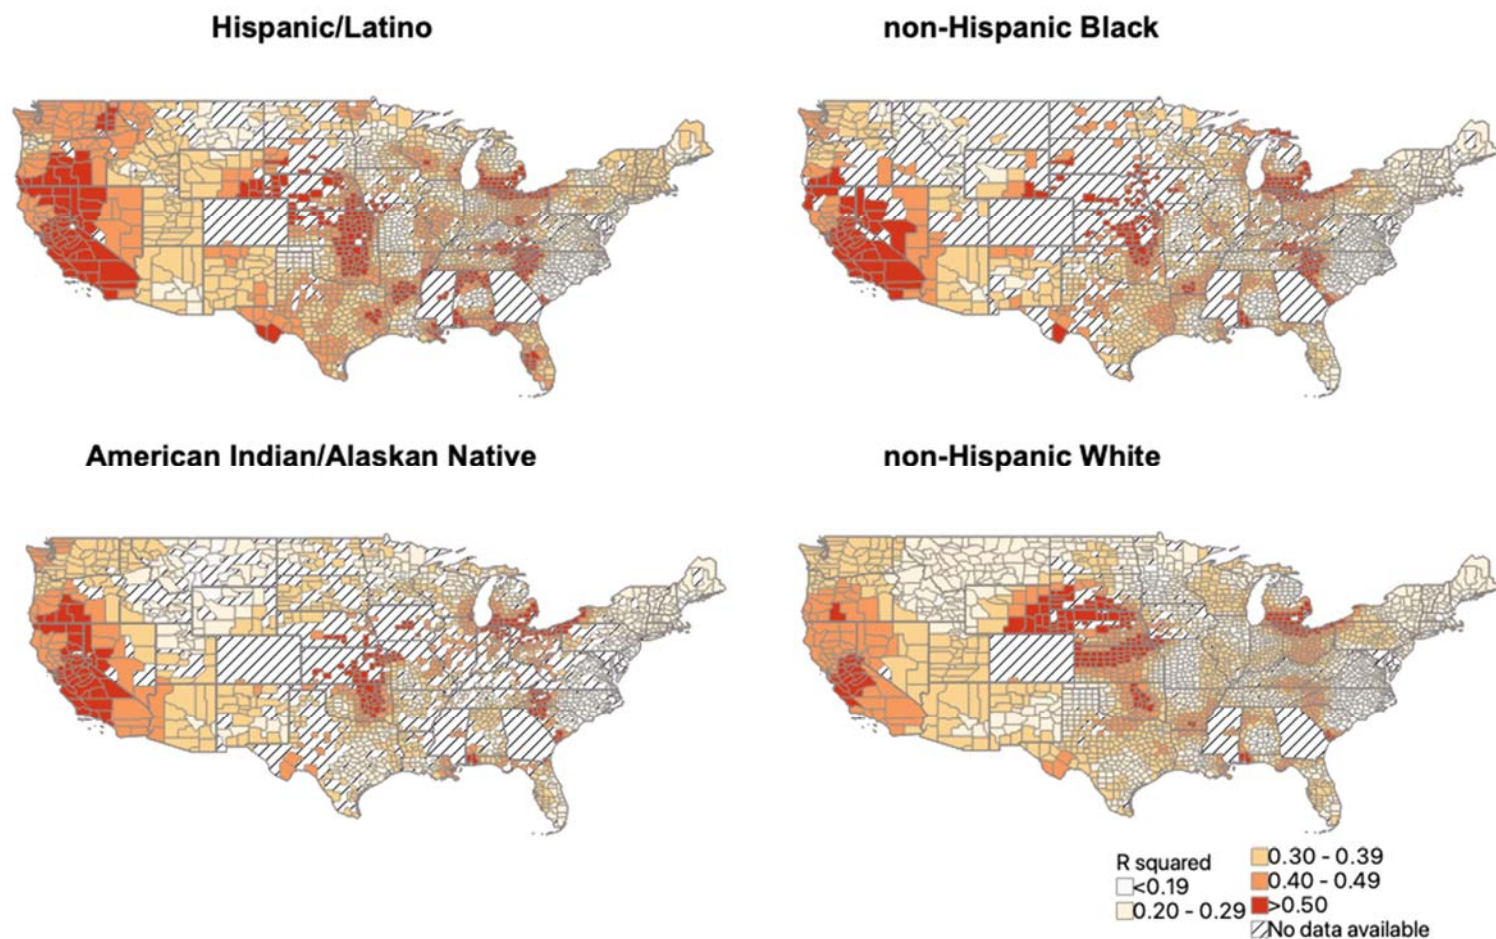 Hispanic/Latino
non-Hispanic Black
American Indian/Alaskan Native
non-Hispanic White
R squared
<0.19
0.20 - 0.29
0.30 - 0.39
0.40 - 0.49
>0.50
No data available